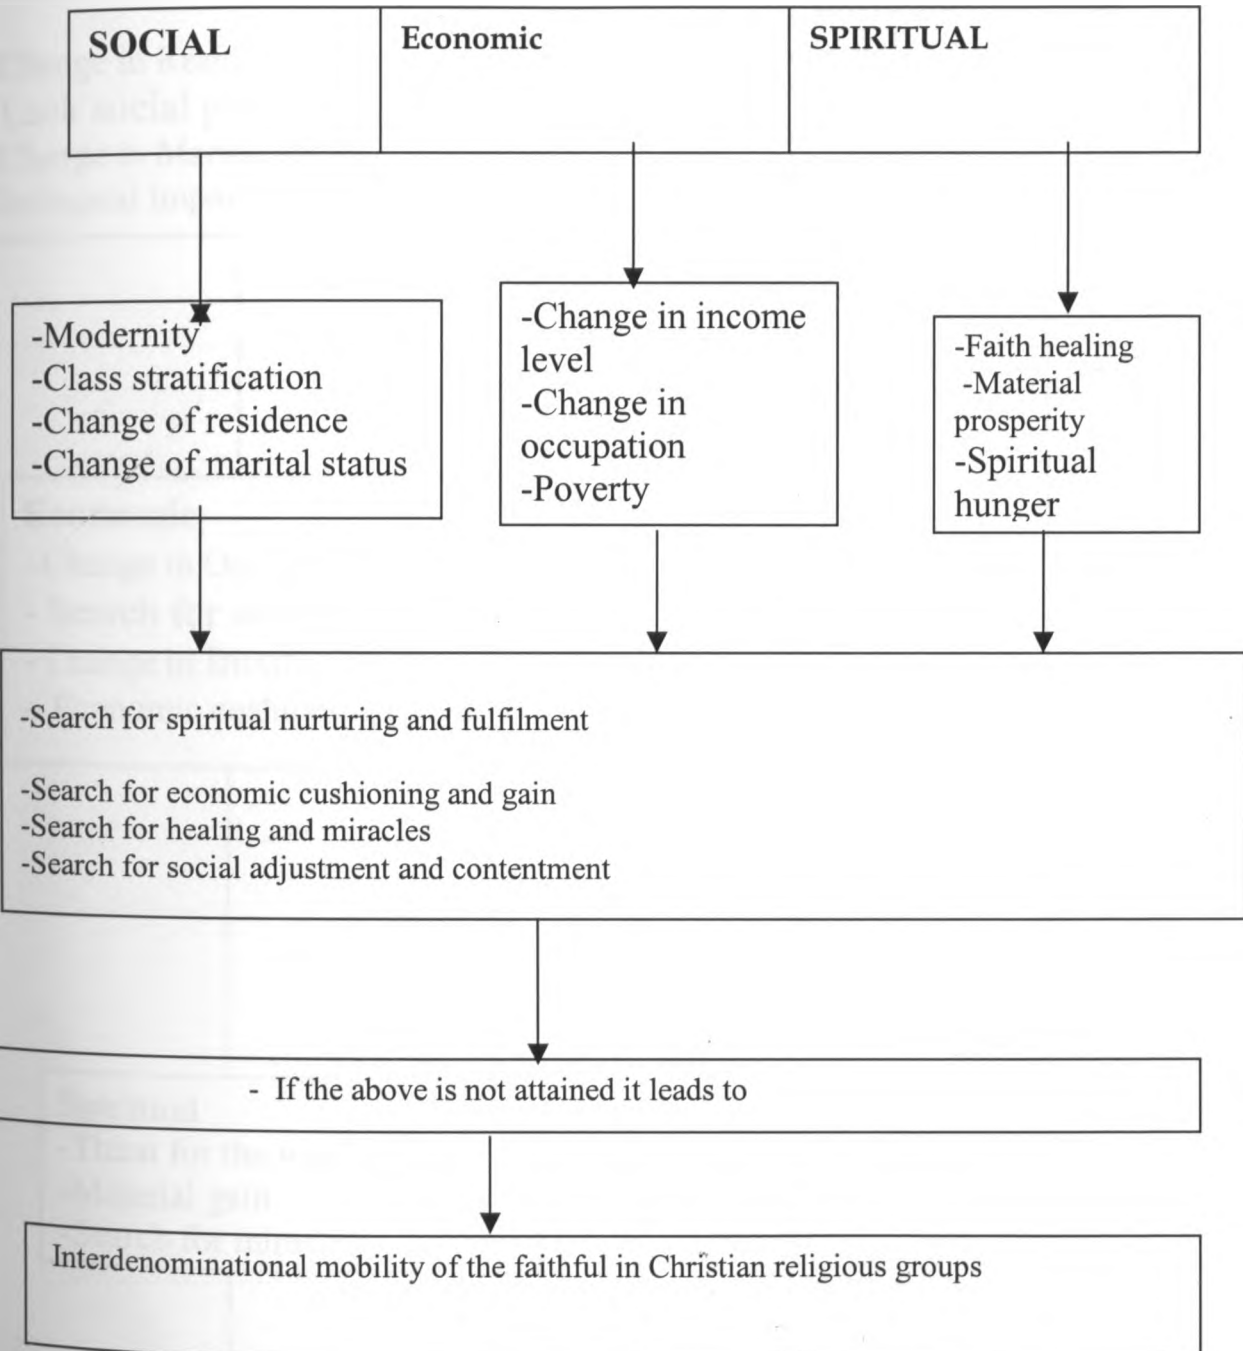 SOCIAL
Economic
SPIRITUAL
-Modernity
-Class stratification
-Change of residence
-Change of marital status
-Change in income
level
-Change in
occupation
-Poverty
-Faith healing
-Material
prosperity
-Spiritual
hunger
-Search for spiritual nurturing and fulfilment
-Search for economic cushioning and gain
-Search for healing and miracles
-Search for social adjustment and contentment
- If the above is not attained it leads to
Interdenominational mobility of the faithful in Christian religious groups